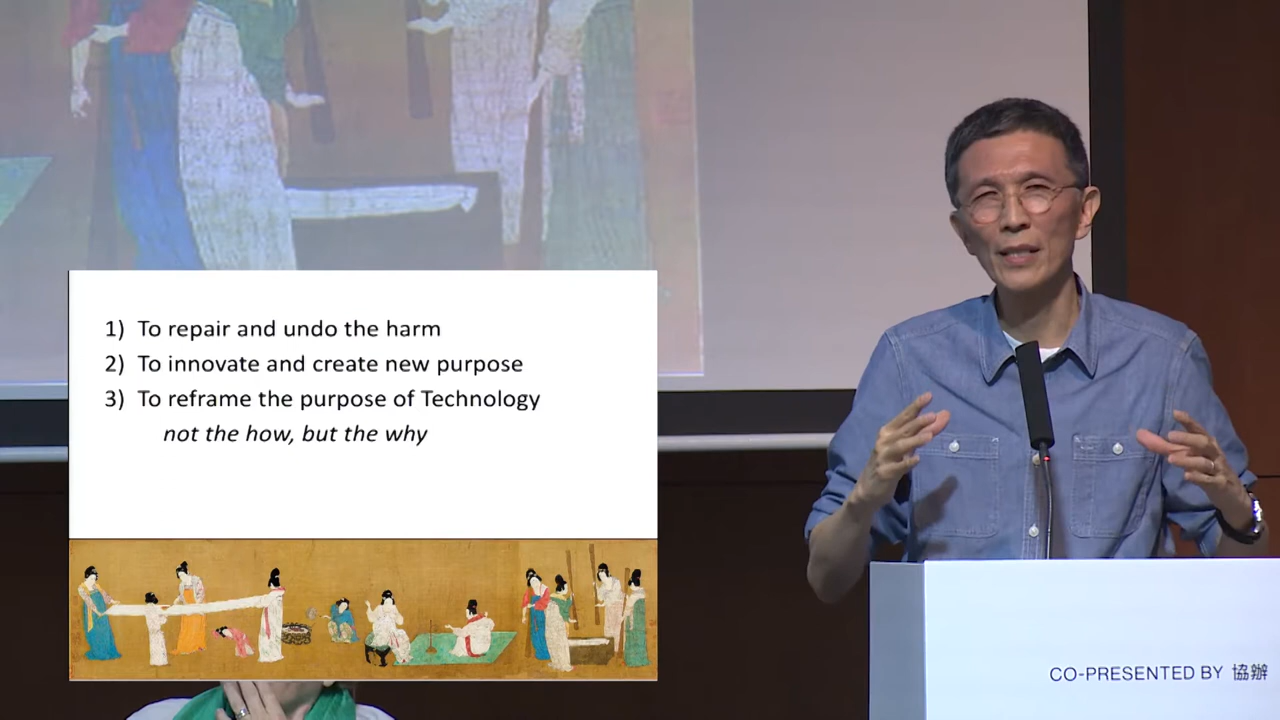 1) To repair and undo the harm
2) To innovate and create new purpose
3) To reframe the purpose of Technology
not the how, but the why
CO-PRESENTED BY 協辦